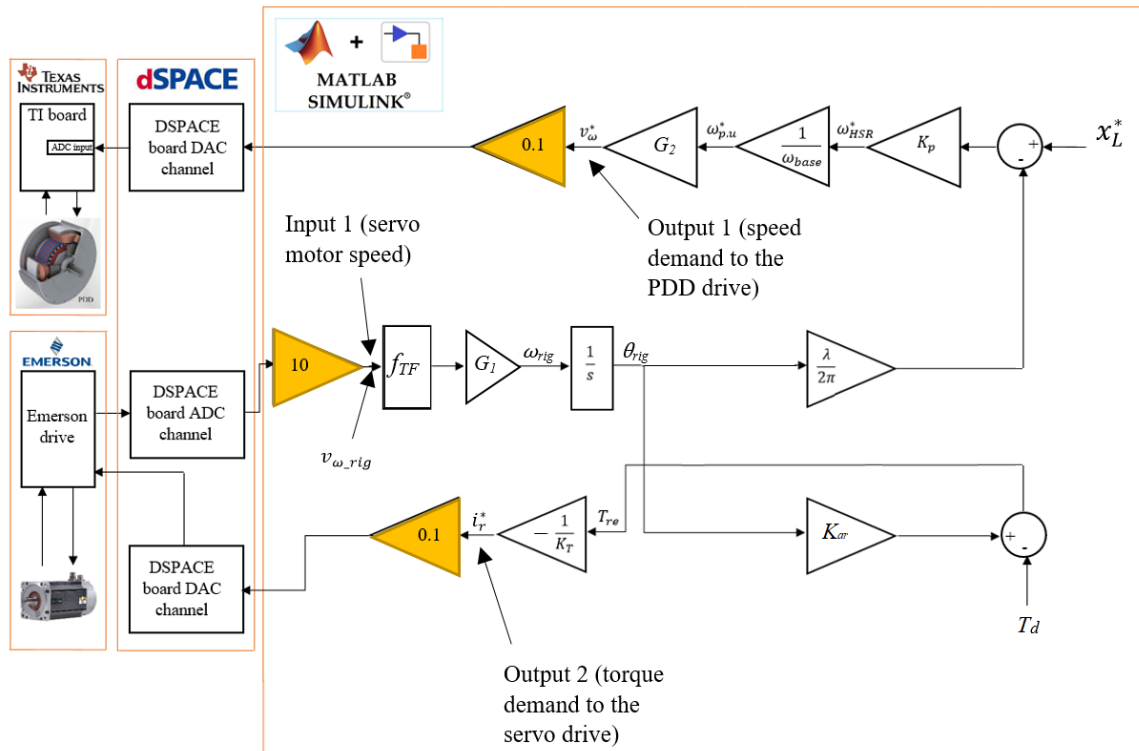 +
MATLAB
SIMULINK®
TEXAS
INSTRUMENTS
TI board
ADC input
PDD
dSPACE
DSPACE
board DAC
channel
0.1
v*ω
G2
ω*p.u
1
ωbase
ω*HSR
Kp
+
-
x*L
Input 1 (servo
motor speed)
Output 1 (speed
demand to the
PDD drive)
EMERSON
Emerson
drive
DSPACE
board ADC
channel
10
vω_rig
fTF
G1
ωrig
1
s
θrig
λ
2π
DSPACE
board DAC
channel
0.1
i*r
− 1
KT
Tre
Kar
+
-
Td
Output 2 (torque
demand to the
servo drive)